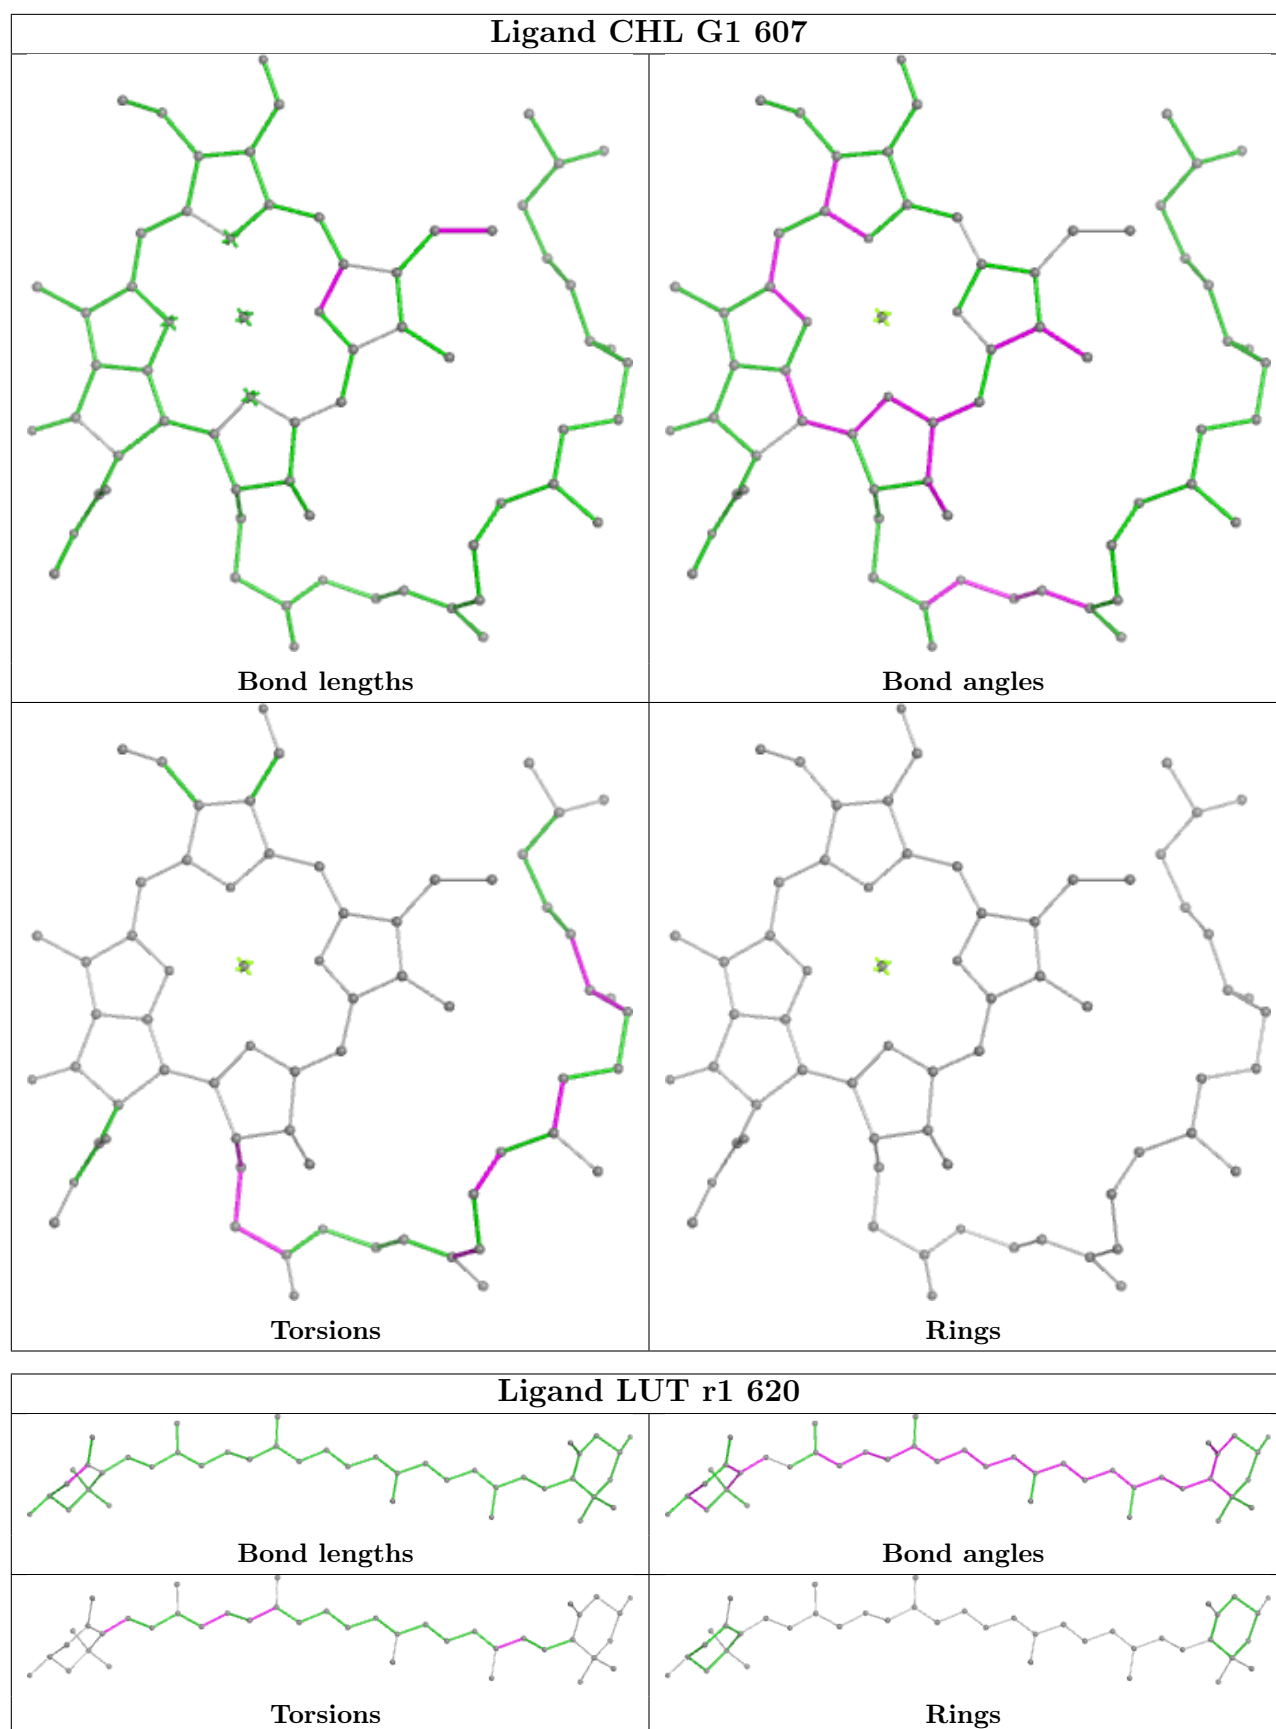 Ligand CHL G1 607
Bond lengths
Bond angles
Torsions
Rings
Ligand LUT r1 620
Bond lengths
Bond angles
Torsions
Rings